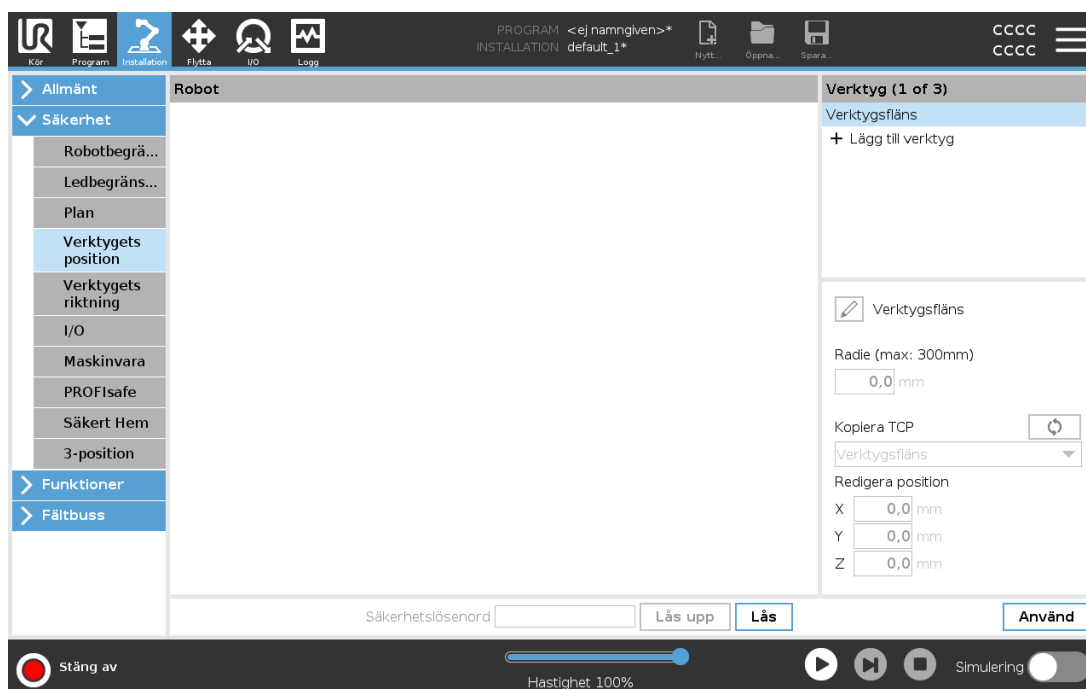 UR
PROGRAM <ej namngiven>*
INSTALLATION default_1*
CCCC
CCCC
Kör
Program
Installation
Flytta
I/O
Logg
Nytt...
Öppna...
Spara...
Allmänt
Säkerhet
Robotbegrä...
Ledbegräns...
Plan
Verktygets
position
Verktygets
riktning
I/O
Maskinvara
PROFIsafe
Säkert Hem
3-position
Funktioner
Fältbuss
Robot
Verktyg (1 of 3)
Verktygsfläns
+ Lägg till verktyg
Verktygsfläns
Radie (max: 300mm)
0,0 mm
Kopiera TCP
Verktygsfläns
Redigera position
X 0,0 mm
Y 0,0 mm
Z 0,0 mm
Säkerhetslösenord
Lås upp
Lås
Använd
Stäng av
Hastighet 100%
Simulering